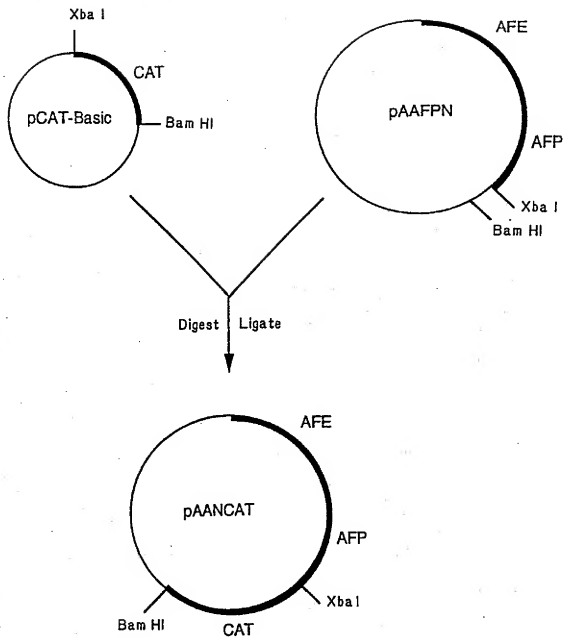 Xba I
CAT
pCAT-Basic
Bam HI
AFE
pAAFPN
AFP
Xba I
Bam HI
Digest Ligate
AFE
pAANCAT
AFP
Xba I
Bam HI
CAT